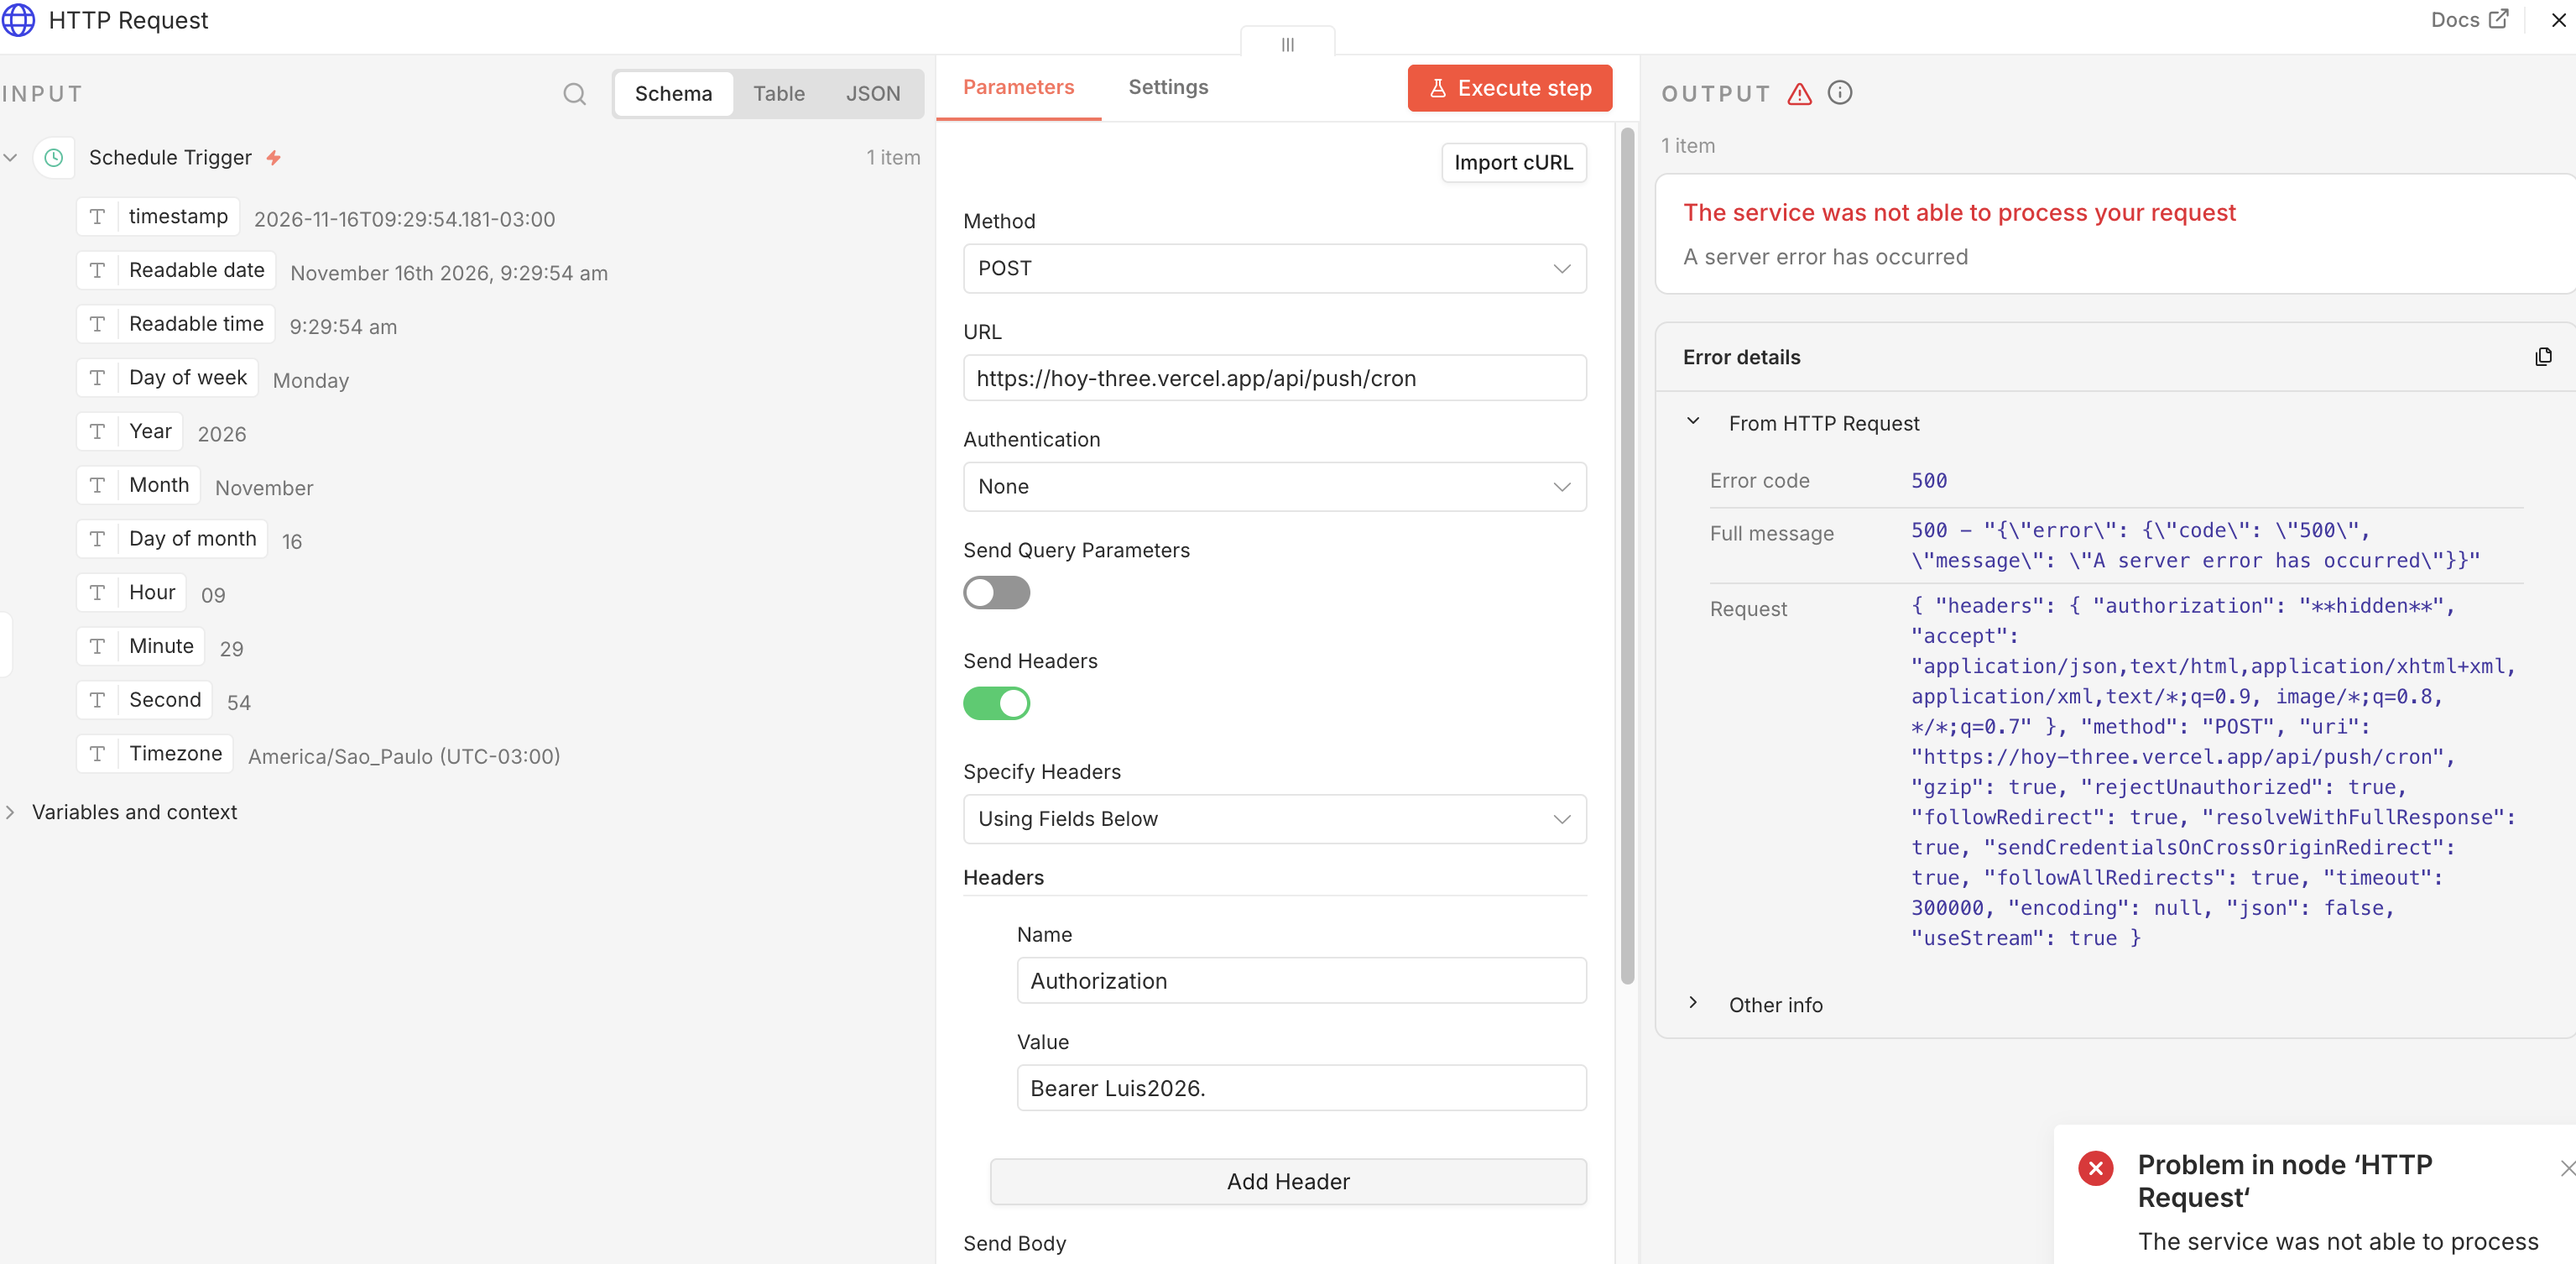 HTTP Request
Docs
INPUT
Schema
Table
JSON
Schedule Trigger
1 item
T timestamp 2026-11-16T09:29:54.181-03:00
T Readable date November 16th 2026, 9:29:54 am
T Readable time 9:29:54 am
T Day of week Monday
T Year 2026
T Month November
T Day of month 16
T Hour 09
T Minute 29
T Second 54
T Timezone America/Sao_Paulo (UTC-03:00)
Variables and context
Parameters
Settings
Execute step
Import cURL
Method
POST
URL
https://hoy-three.vercel.app/api/push/cron
Authentication
None
Send Query Parameters
Send Headers
Specify Headers
Using Fields Below
Headers
Name
Authorization
Value
Bearer Luis2026.
Add Header
Send Body
OUTPUT
1 item
The service was not able to process your request
A server error has occurred
Error details
From HTTP Request
Error code 500
Full message 500 - "{\"error\": {\"code\": \"500\",
\"message\": \"A server error has occurred\"}}"
Request { "headers": { "authorization": "**hidden**",
"accept":
"application/json,text/html,application/xhtml+xml,
application/xml,text/*;q=0.9, image/*;q=0.8,
*/*;q=0.7" }, "method": "POST", "uri":
"https://hoy-three.vercel.app/api/push/cron",
"gzip": true, "rejectUnauthorized": true,
"followRedirect": true, "resolveWithFullResponse":
true, "sendCredentialsOnCrossOriginRedirect":
true, "followAllRedirects": true, "timeout":
300000, "encoding": null, "json": false,
"useStream": true }
Other info
Problem in node ‘HTTP
Request‘
The service was not able to process